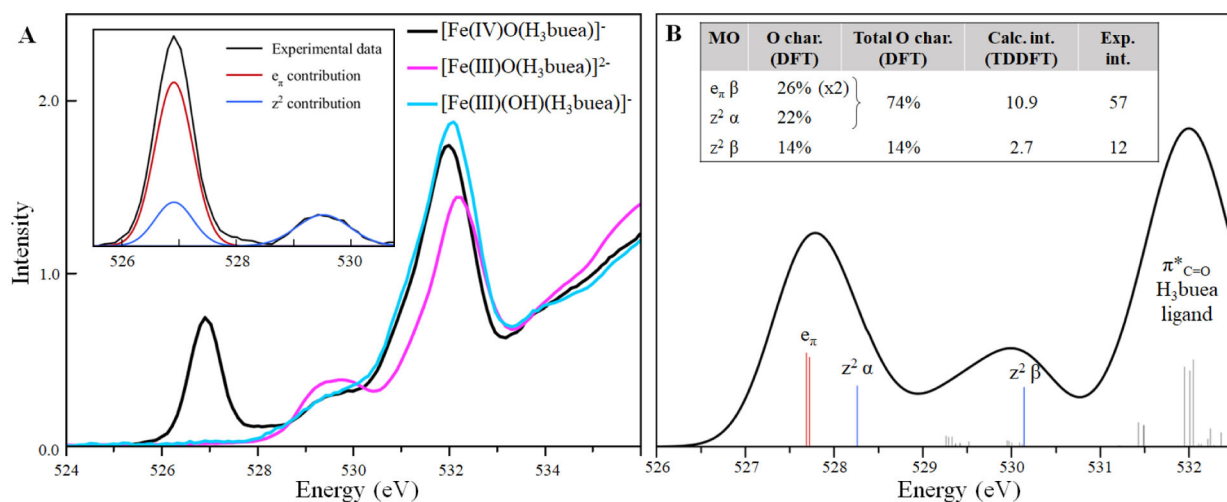 A
Experimental data
eπ contribution
z² contribution
526
528
530
[Fe(IV)O(H₃buea)]⁻
[Fe(III)O(H₃buea)]²⁻
[Fe(III)(OH)(H₃buea)]⁻
2.0
1.0
0.0
Intensity
524
526
528
530
532
534
Energy (eV)
B
MO O char. (DFT) Total O char. (DFT) Calc. int. (TDDFT) Exp. int.
eπ β 26% (x2)
74% 10.9 57
z² α 22%
z² β 14% 14% 2.7 12
π*C=O
H₃buea
ligand
eπ
z² α
z² β
526
527
528
529
530
531
532
Energy (eV)